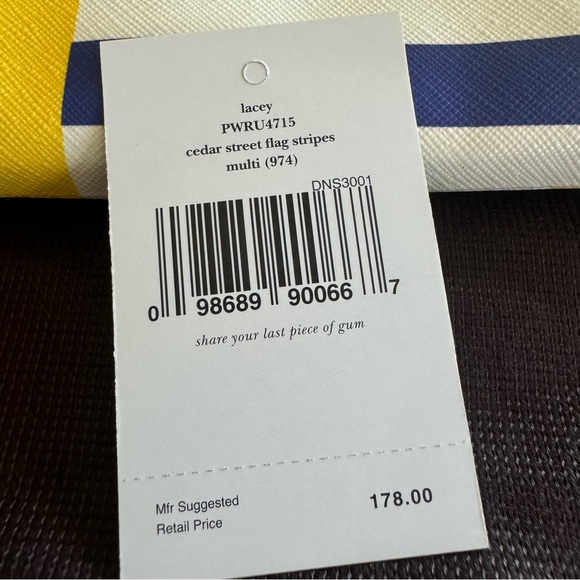 lacey
PWRU4715
cedar street flag stripes
multi (974)
DNS3001
0 98689 90066 7
share your last piece of gum
Mfr Suggested
Retail Price
178.00